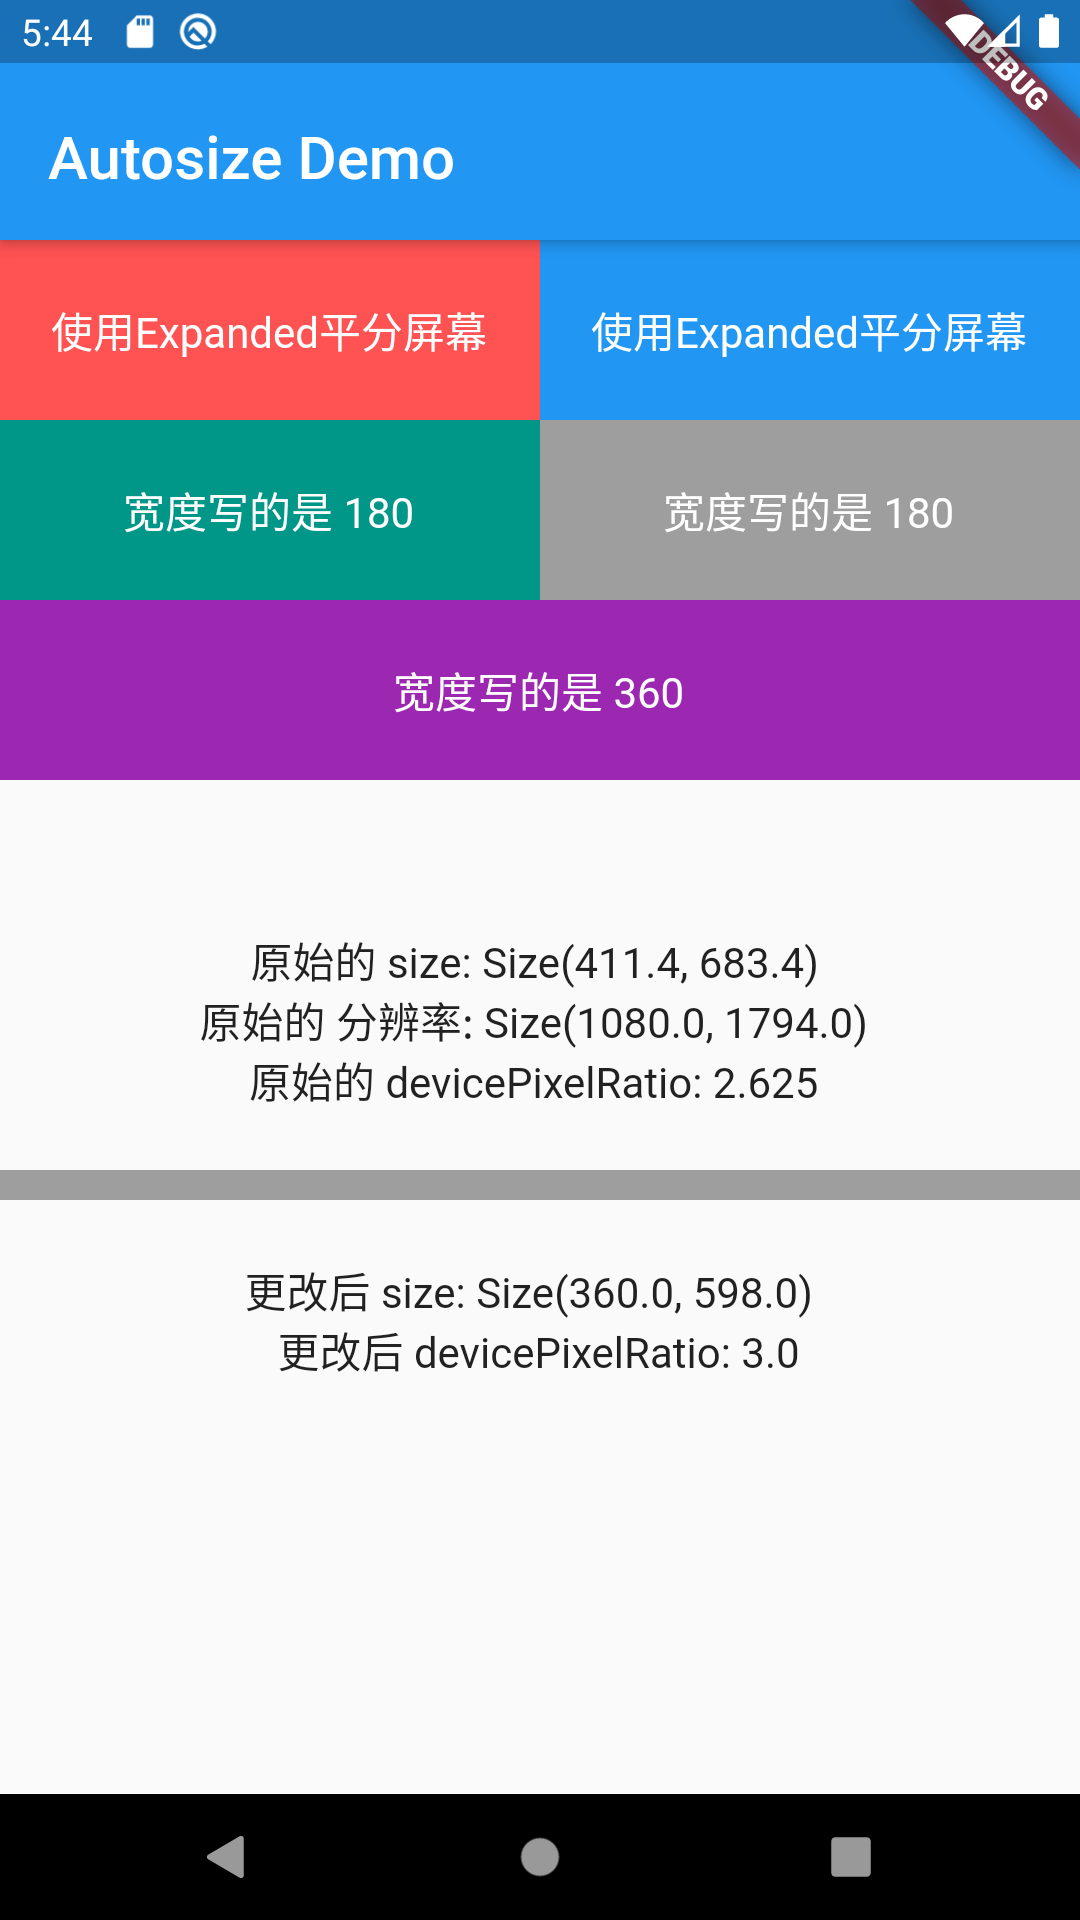 5:44
DEBUG
Autosize Demo
使用Expanded平分屏幕 使用Expanded平分屏幕
宽度写的是 180 宽度写的是 180
宽度写的是 360
原始的 size: Size(411.4, 683.4)
原始的 分辨率: Size(1080.0, 1794.0)
原始的 devicePixelRatio: 2.625
更改后 size: Size(360.0, 598.0)
更改后 devicePixelRatio: 3.0